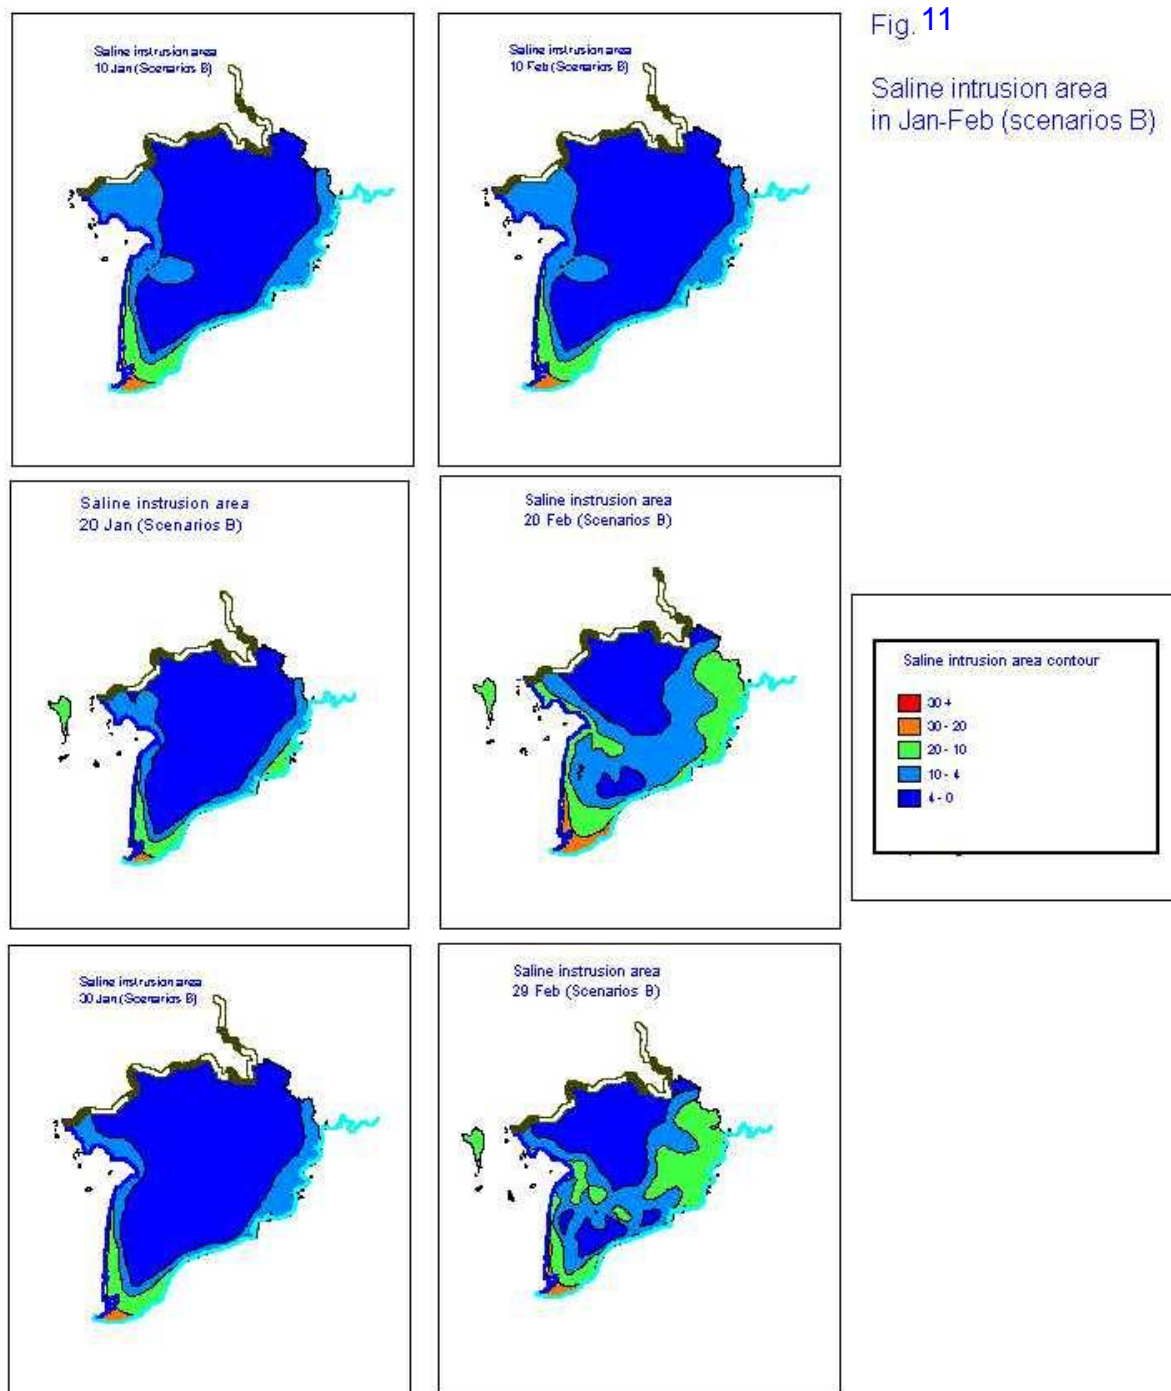 Fig. 11
Saline intrusion area
in Jan-Feb (scenarios B)
Saline instrusion area
10 Jan (Scenarios B)
Saline instrusion area
10 Feb (Scenarios B)
Saline instrusion area
20 Jan (Scenarios B)
Saline instrusion area
20 Feb (Scenarios B)
Saline intrusion area contour
30 +
30 - 20
20 - 10
10 - 4
4 - 0
Saline instrusion area
30 Jan (Scenarios B)
Saline instrusion area
29 Feb (Scenarios B)